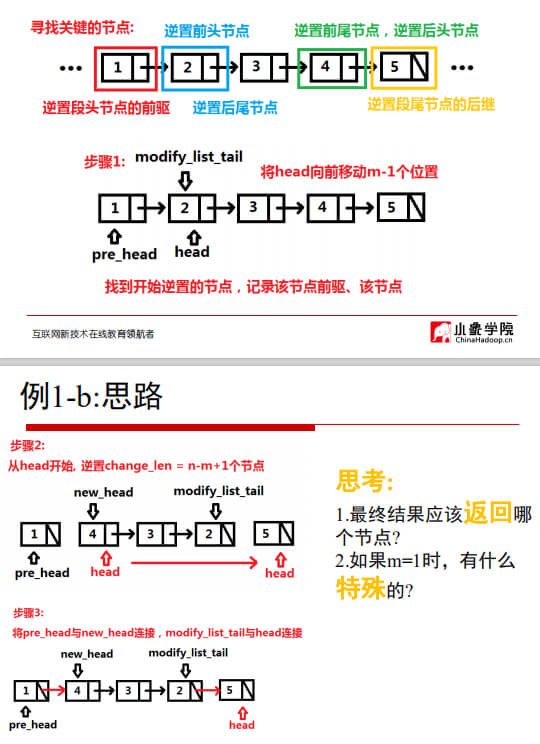 寻找关键的节点:
逆置前头节点
逆置前尾节点，逆置后头节点
... 1 2 3 4 5 ...
逆置段头节点的前驱
逆置后尾节点
逆置段尾节点的后继
步骤1:
modify_list_tail
将head向前移动m-1个位置
1 2 3 4 5
pre_head
head
找到开始逆置的节点，记录该节点前驱、该节点
互联网新技术在线教育领航者
小象学院
ChinaHadoop.cn
例1-b:思路
步骤2:
从head开始, 逆置change_len = n-m+1个节点
new_head
modify_list_tail
1 4 3 2 5
pre_head
head
head
思考:
1.最终结果应该返回哪
个节点?
2.如果m=1时，有什么
特殊的?
步骤3:
将pre_head与new_head连接，modify_list_tail与head连接
new_head
modify_list_tail
1 4 3 2 5
pre_head
head